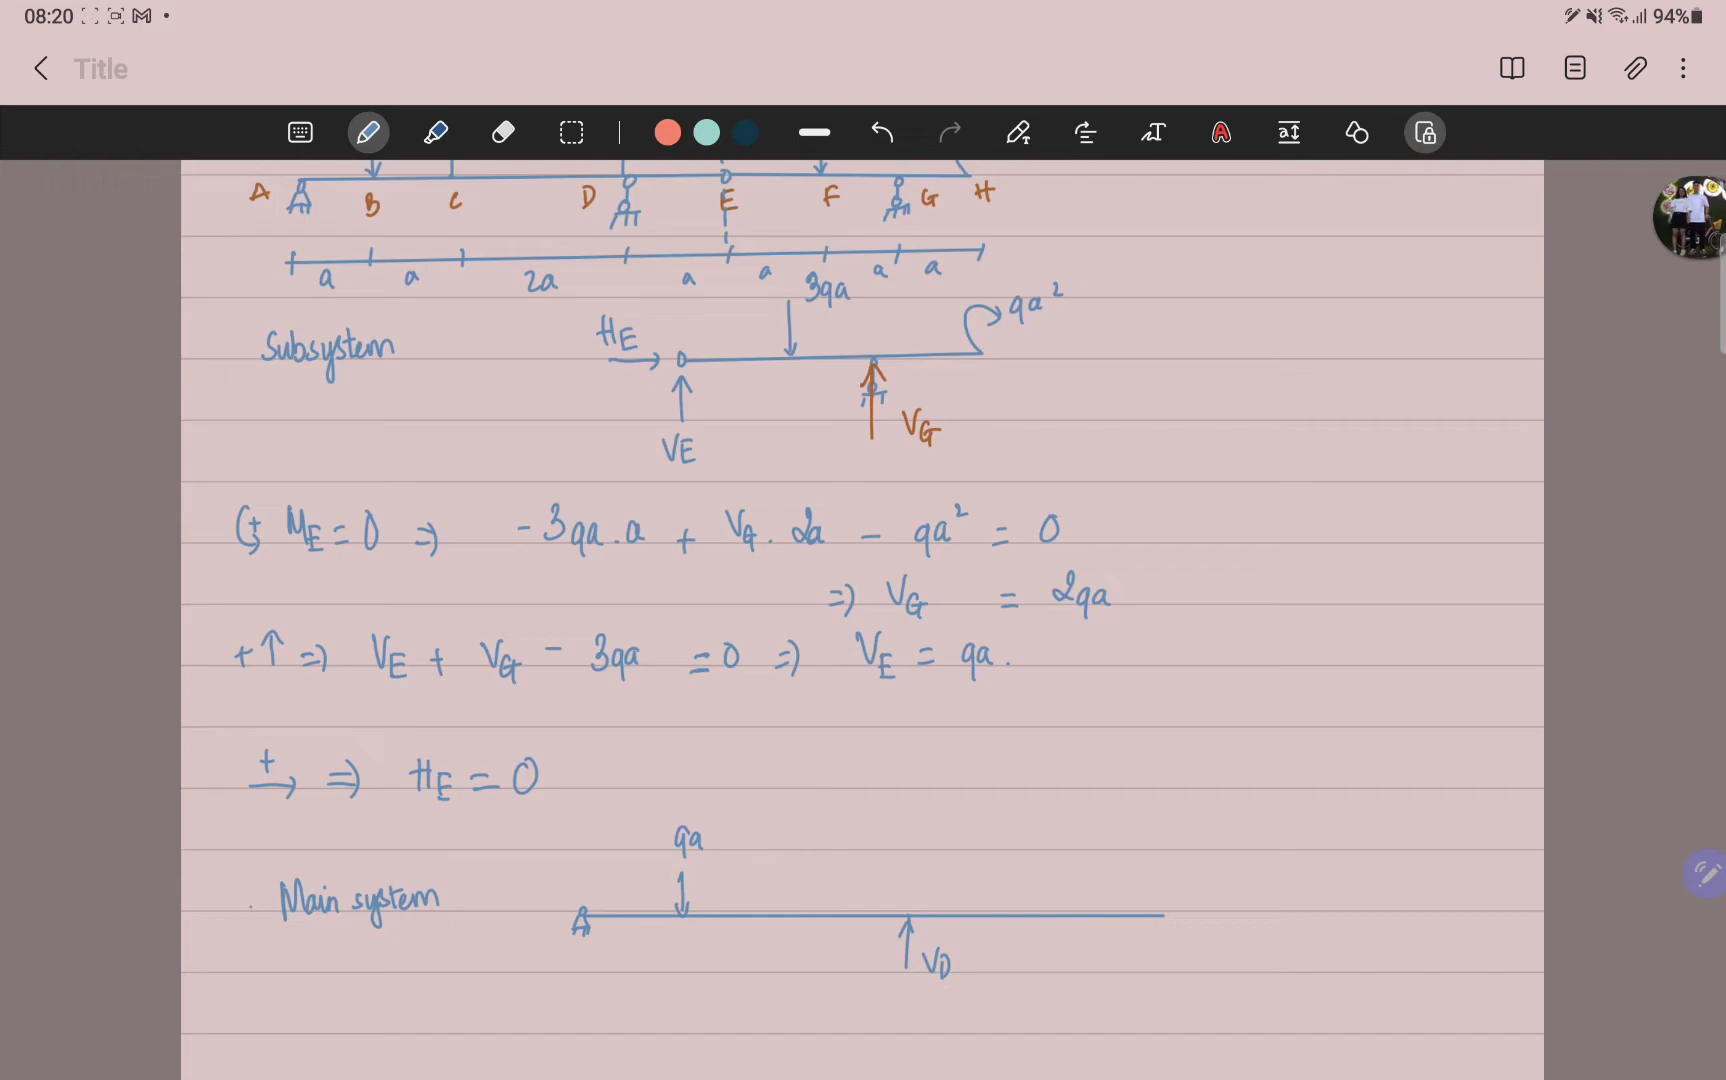 08:20 94%
Title
A B C D E F G H
a a 2a a a a a
3qa
Subsystem HE qa²
VE VG
(+ ME = 0 ⇒ - 3qa.a + VG. 2a - qa² = 0
⇒ VG = 2qa
+↑ ⇒ VE + VG - 3qa = 0 ⇒ VE = qa.
+→ ⇒ HE = 0
qa
. Main system
VD